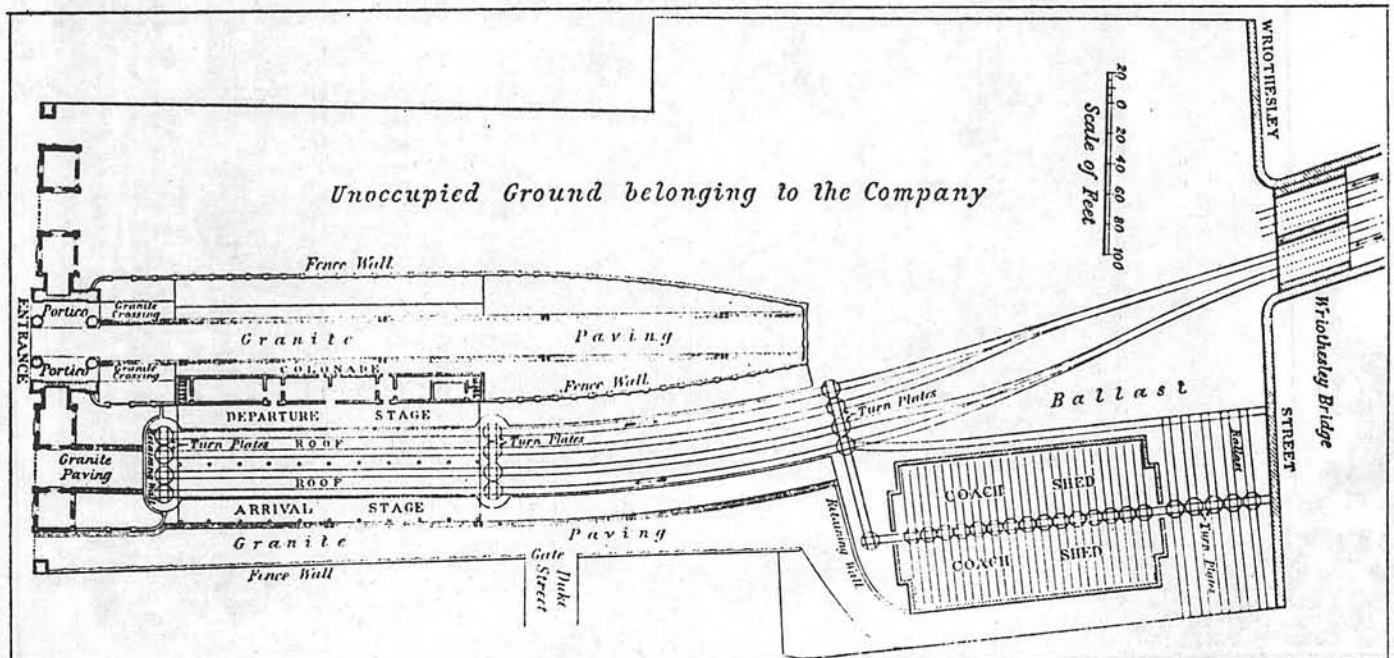 WRIOTHESLEY
20 0 20 40 60 80 100
Scale of Feet
Unoccupied Ground belonging to the Company
Fence Wall
ENTRANCE
Portico
Granite Crossing
Granite
Paving
Portico
Granite Crossing
COLONADE
Fence Wall
DEPARTURE STAGE
Turn Plates
ROOF
Turn Plates
Granite Paving
ROOF
ARRIVAL STAGE
Granite
Paving
Fence Wall
Gate
Duke Street
Turn Plates
Ballast
Retaining Wall
COACH SHED
COACH SHED
Ballast
Turn Plates
STREET
Wriothesley Bridge